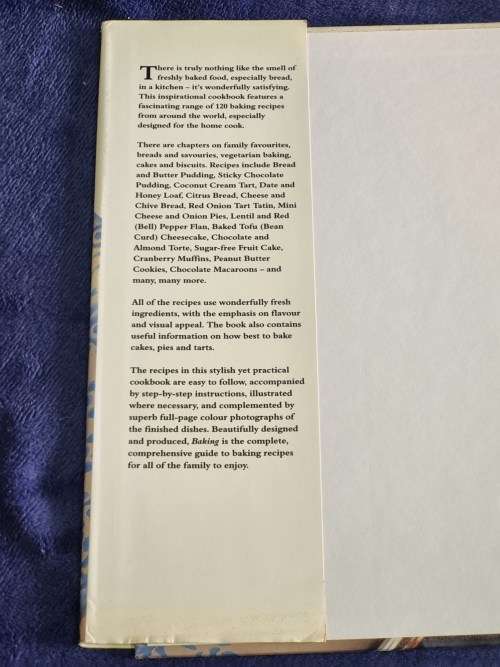 There is truly nothing like the smell of
freshly baked food, especially bread,
in a kitchen – it's wonderfully satisfying.
This inspirational cookbook features a
fascinating range of 120 baking recipes
from around the world, especially
designed for the home cook.
There are chapters on family favourites,
breads and savouries, vegetarian baking,
cakes and biscuits. Recipes include Bread
and Butter Pudding, Sticky Chocolate
Pudding, Coconut Cream Tart, Date and
Honey Loaf, Citrus Bread, Cheese and
Chive Bread, Red Onion Tart Tatin, Mini
Cheese and Onion Pies, Lentil and Red
(Bell) Pepper Flan, Baked Tofu (Bean
Curd) Cheesecake, Chocolate and
Almond Torte, Sugar-free Fruit Cake,
Cranberry Muffins, Peanut Butter
Cookies, Chocolate Macaroons – and
many, many more.
All of the recipes use wonderfully fresh
ingredients, with the emphasis on flavour
and visual appeal. The book also contains
useful information on how best to bake
cakes, pies and tarts.
The recipes in this stylish yet practical
cookbook are easy to follow, accompanied
by step-by-step instructions, illustrated
where necessary, and complemented by
superb full-page colour photographs of
the finished dishes. Beautifully designed
and produced, Baking is the complete,
comprehensive guide to baking recipes
for all of the family to enjoy.